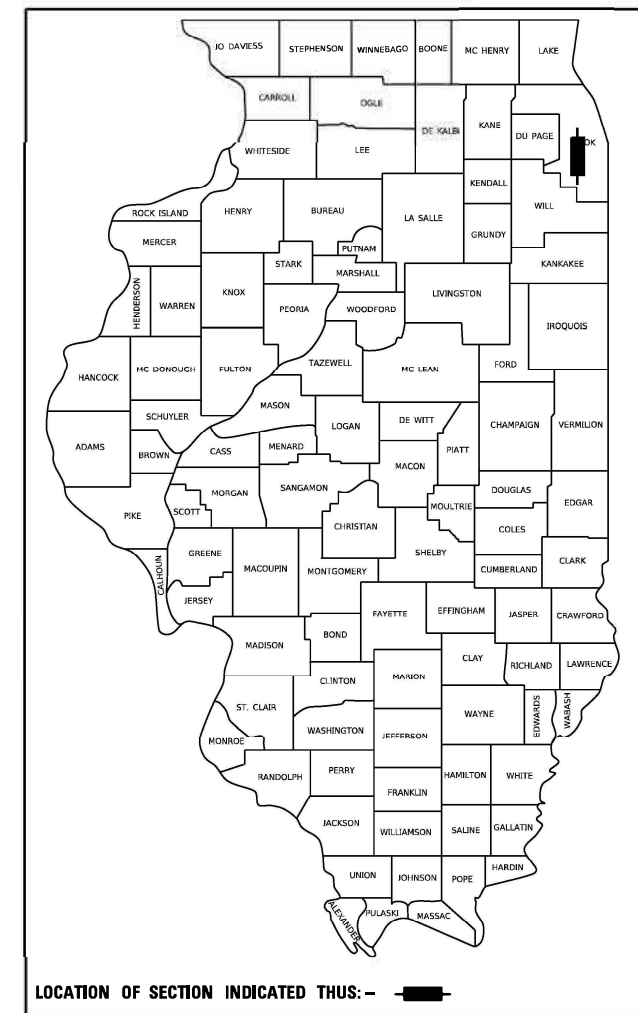 JO DAVIESS STEPHENSON WINNEBAGO BOONE MC HENRY LAKE
CARROLL OGLE DE KALB KANE DU PAGE OK
WHITESIDE LEE KENDALL WILL
ROCK ISLAND HENRY BUREAU LA SALLE GRUNDY
MERCER PUTNAM KANKAKEE
STARK MARSHALL
HENDERSON WARREN KNOX PEORIA WOODFORD LIVINGSTON IROQUOIS
HANCOCK MC DONOUGH FULTON TAZEWELL MC LEAN FORD
SCHUYLER MASON LOGAN DE WITT CHAMPAIGN VERMILION
ADAMS BROWN CASS MENARD MACON PIATT
PIKE SCOTT MORGAN SANGAMON MOULTRIE DOUGLAS EDGAR
CHRISTIAN COLES
CALHOUN GREENE MACOUPIN MONTGOMERY SHELBY CUMBERLAND CLARK
JERSEY FAYETTE EFFINGHAM JASPER CRAWFORD
MADISON BOND
CLINTON MARION CLAY RICHLAND LAWRENCE
ST. CLAIR WAYNE EDWARDS WABASH
MONROE WASHINGTON JEFFERSON
RANDOLPH PERRY HAMILTON WHITE
FRANKLIN
JACKSON WILLIAMSON SALINE GALLATIN
UNION JOHNSON POPE HARDIN
ALEXANDER PULASKI MASSAC
LOCATION OF SECTION INDICATED THUS: –